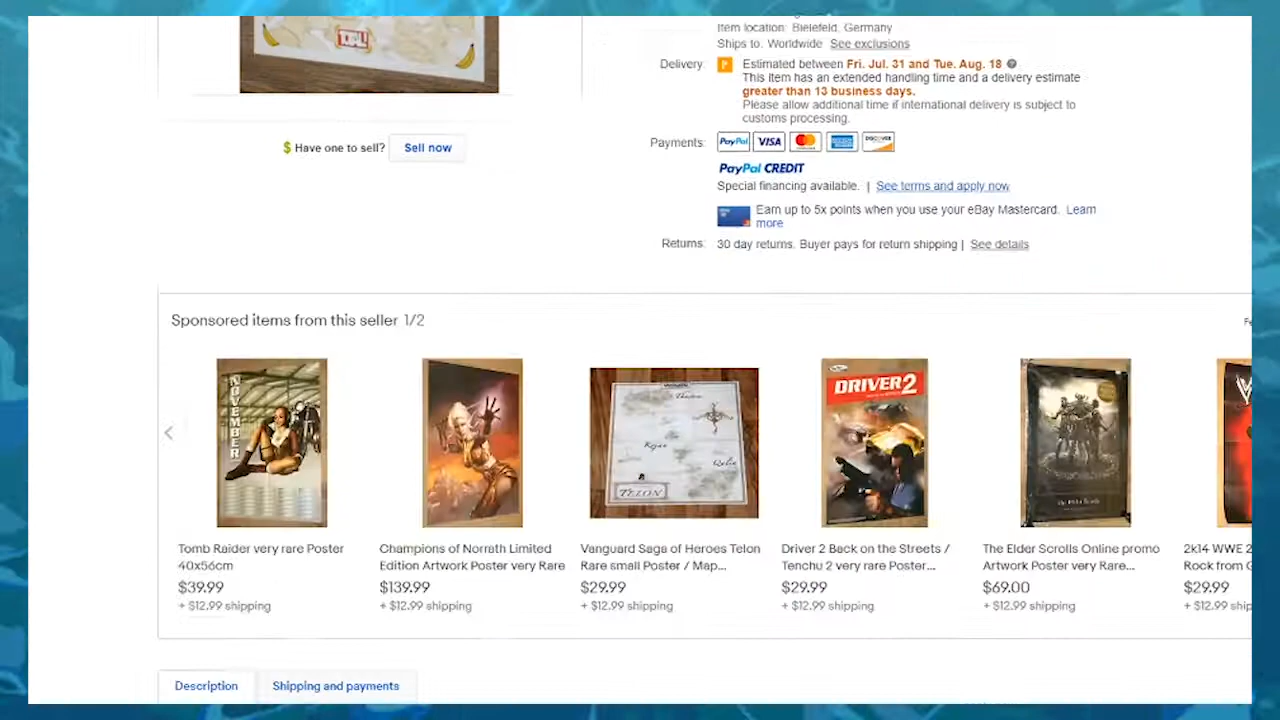 Item location: Bielefeld, Germany
Ships to: Worldwide See exclusions
Delivery: P Estimated between Fri. Jul. 31 and Tue. Aug. 18
This item has an extended handling time and a delivery estimate
greater than 13 business days.
Please allow additional time if international delivery is subject to
customs processing.
$ Have one to sell? Sell now
Payments: PayPal VISA DISCOVER
PayPal CREDIT
Special financing available. | See terms and apply now
Earn up to 5x points when you use your eBay Mastercard. Learn
more
Returns: 30 day returns. Buyer pays for return shipping | See details
Sponsored items from this seller 1/2
NOVEMBER
DRIVER2
TELON
Tomb Raider very rare Poster
40x56cm
$39.99
+ $12.99 shipping
Champions of Norrath Limited
Edition Artwork Poster very Rare
$139.99
+ $12.99 shipping
Vanguard Saga of Heroes Telon
Rare small Poster / Map...
$29.99
+ $12.99 shipping
Driver 2 Back on the Streets /
Tenchu 2 very rare Poster...
$29.99
+ $12.99 shipping
The Elder Scrolls Online promo
Artwork Poster very Rare...
$69.00
+ $12.99 shipping
2k14 WWE 2
Rock from G
$29.99
+ $12.99 ship
Description
Shipping and payments